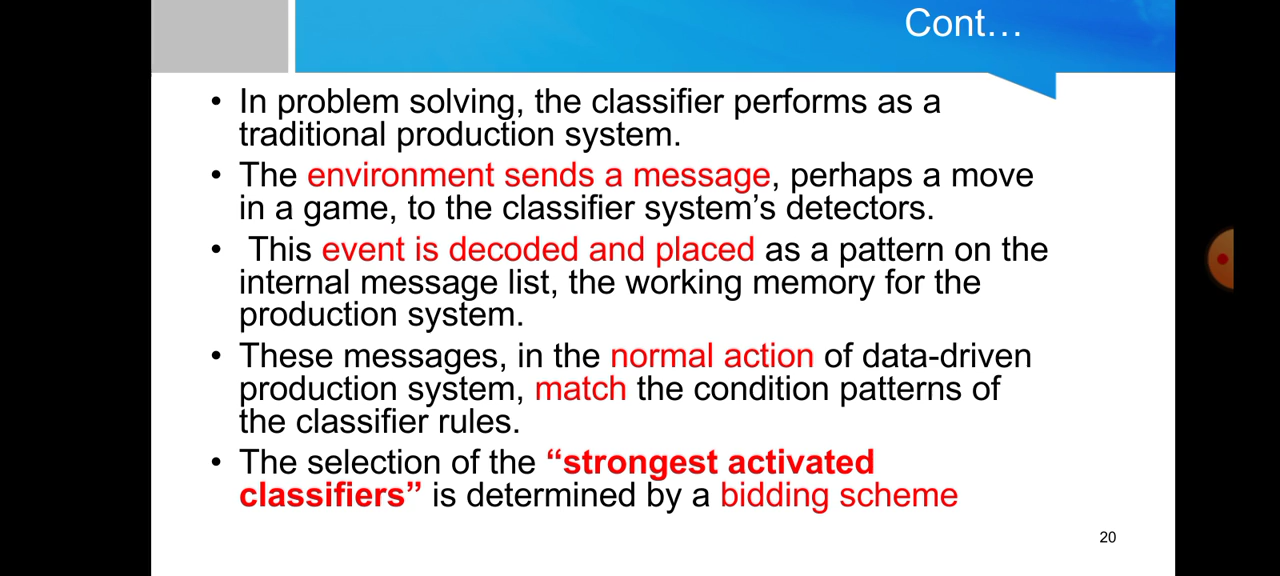 Cont…
• In problem solving, the classifier performs as a
traditional production system.
• The environment sends a message, perhaps a move
in a game, to the classifier system’s detectors.
• This event is decoded and placed as a pattern on the
internal message list, the working memory for the
production system.
• These messages, in the normal action of data-driven
production system, match the condition patterns of
the classifier rules.
• The selection of the “strongest activated
classifiers” is determined by a bidding scheme
20